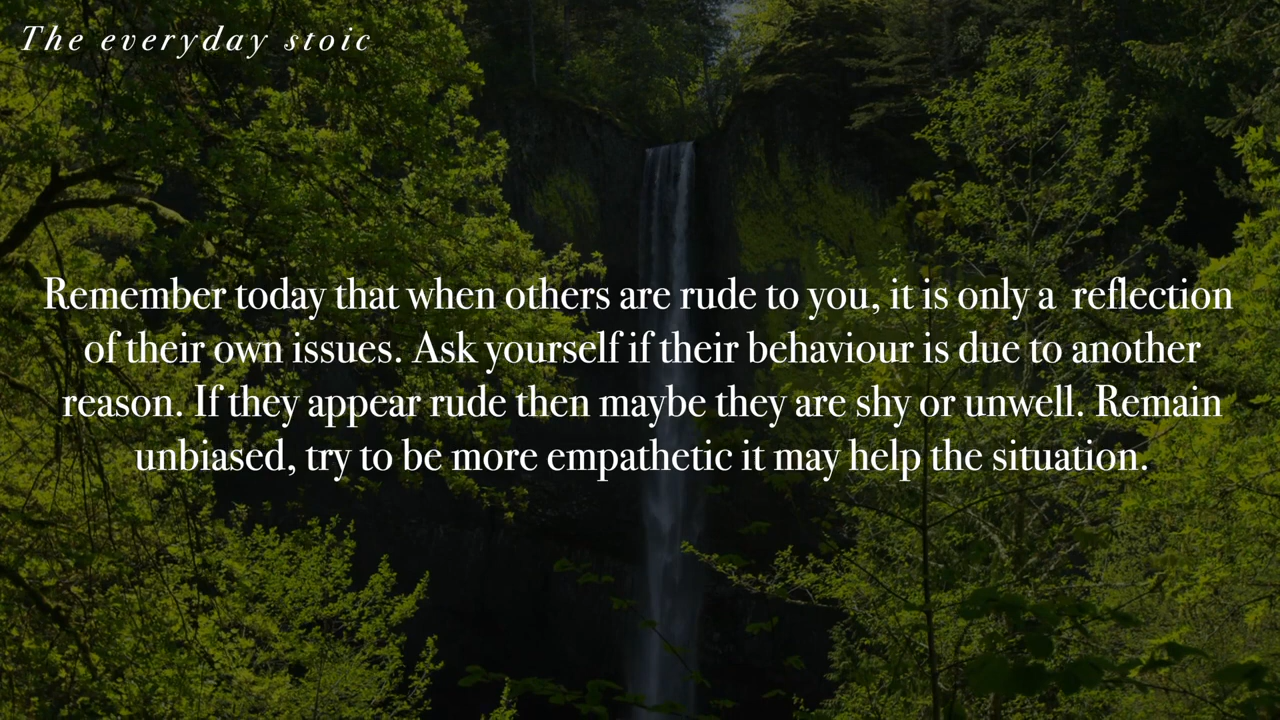 The everyday stoic
Remember today that when others are rude to you, it is only a  reflection
of their own issues. Ask yourself if their behaviour is due to another
reason. If they appear rude then maybe they are shy or unwell. Remain
unbiased, try to be more empathetic it may help the situation.